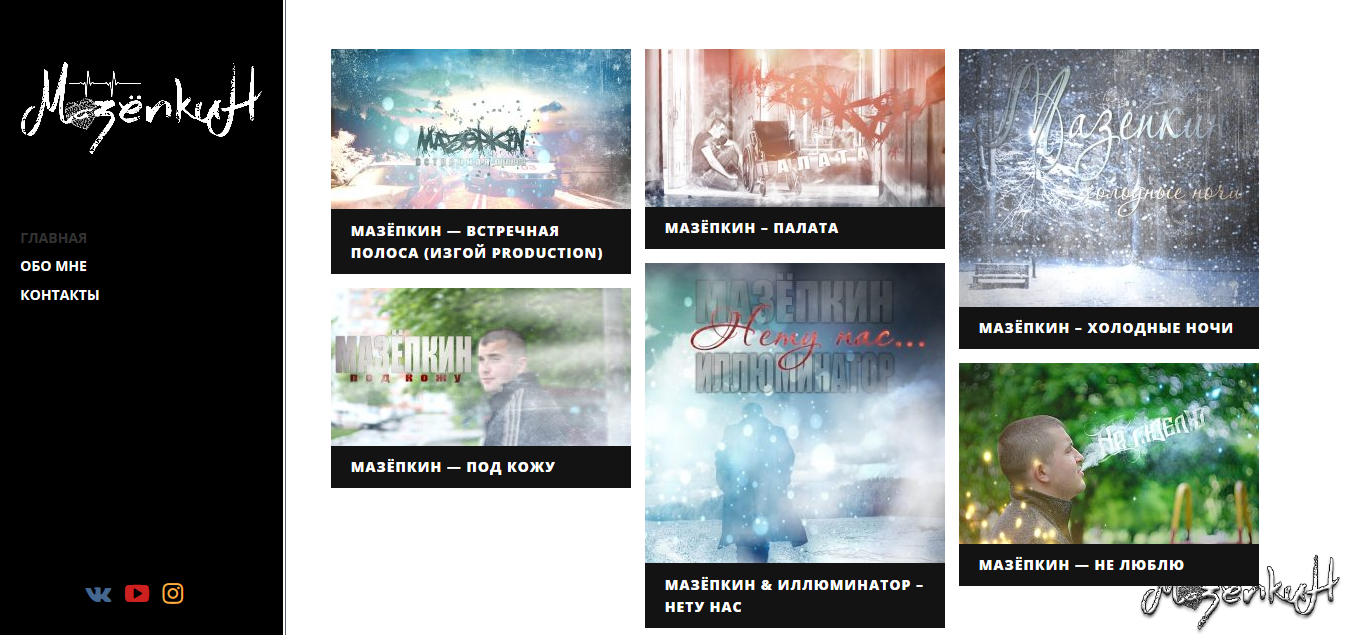 Мазёпкин
ГЛАВНАЯ
ОБО МНЕ
КОНТАКТЫ
МАЗЁПКИН
МАЗЁПКИН — ВСТРЕЧНАЯ
ПОЛОСА (ИЗГОЙ PRODUCTION)
МАЗЁПКИН
ПОД КОЖУ
МАЗЁПКИН — ПОД КОЖУ
ПАЛАТА
МАЗЁПКИН – ПАЛАТА
МАЗЁПКИН
Нету нас...
ИЛЛЮМИНАТОР
МАЗЁПКИН & ИЛЛЮМИНАТОР –
НЕТУ НАС
Мазёпкин
холодные ночи
МАЗЁПКИН – ХОЛОДНЫЕ НОЧИ
НЕ ЛЮБЛЮ
МАЗЁПКИН — НЕ ЛЮБЛЮ
Мазёпкин